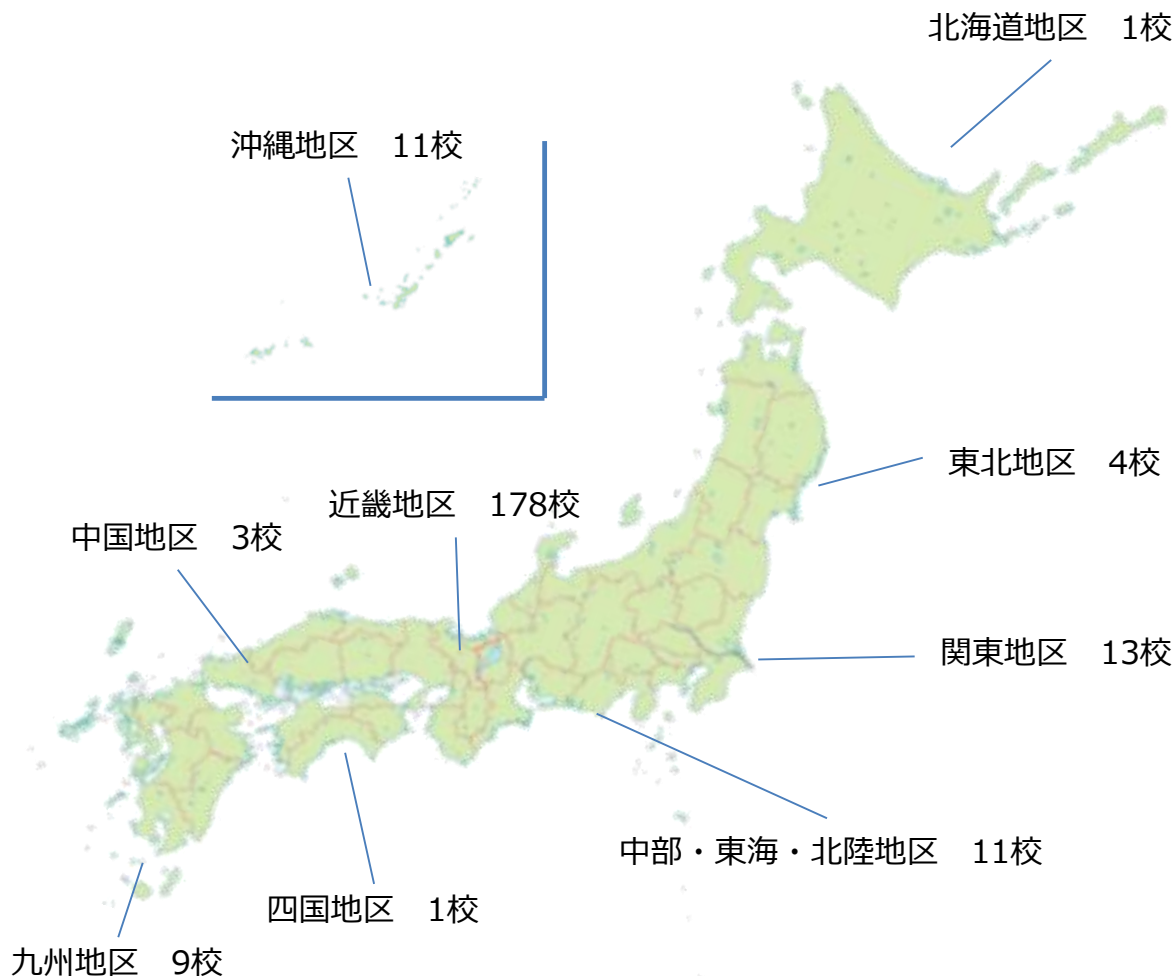 北海道地区　1校
沖縄地区　11校
東北地区　4校
近畿地区　178校
中国地区　3校
関東地区　13校
中部・東海・北陸地区　11校
四国地区　1校
九州地区　9校